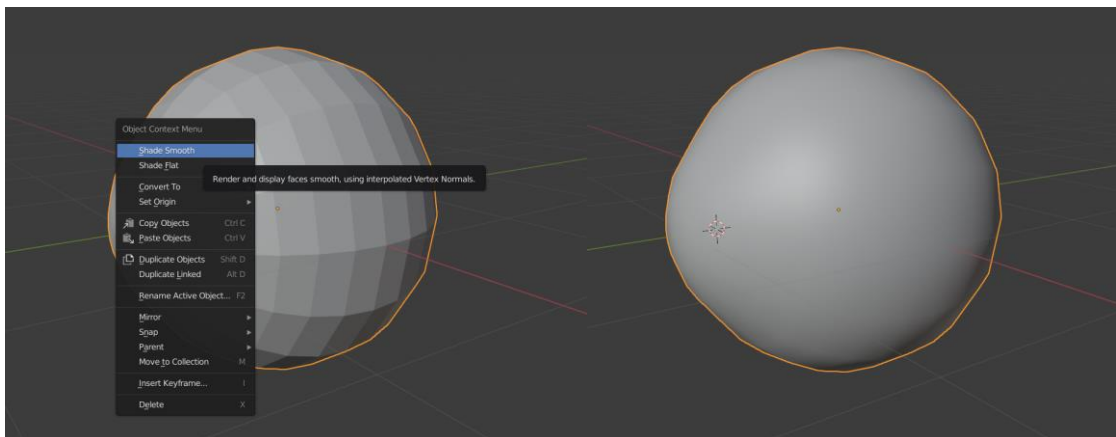 Object Context Menu
Shade Smooth
Shade Flat
Render and display faces smooth, using interpolated Vertex Normals.
Convert To
Set Origin
Copy Objects Ctrl C
Paste Objects Ctrl V
Duplicate Objects Shift D
Duplicate Linked Alt D
Rename Active Object... F2
Mirror
Snap
Parent
Move to Collection M
Insert Keyframe... I
Delete X